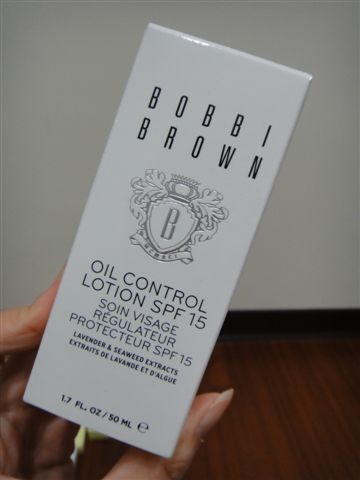 BOBBI
BROWN
B
OIL CONTROL
LOTION SPF 15
SOIN VISAGE
RÉGULATEUR
PROTECTEUR SPF 15
LAVENDER & SEAWEED EXTRACTS
EXTRAITS DE LAVANDE ET D'ALGUE
1.7 FL. OZ / 50 ML ℮